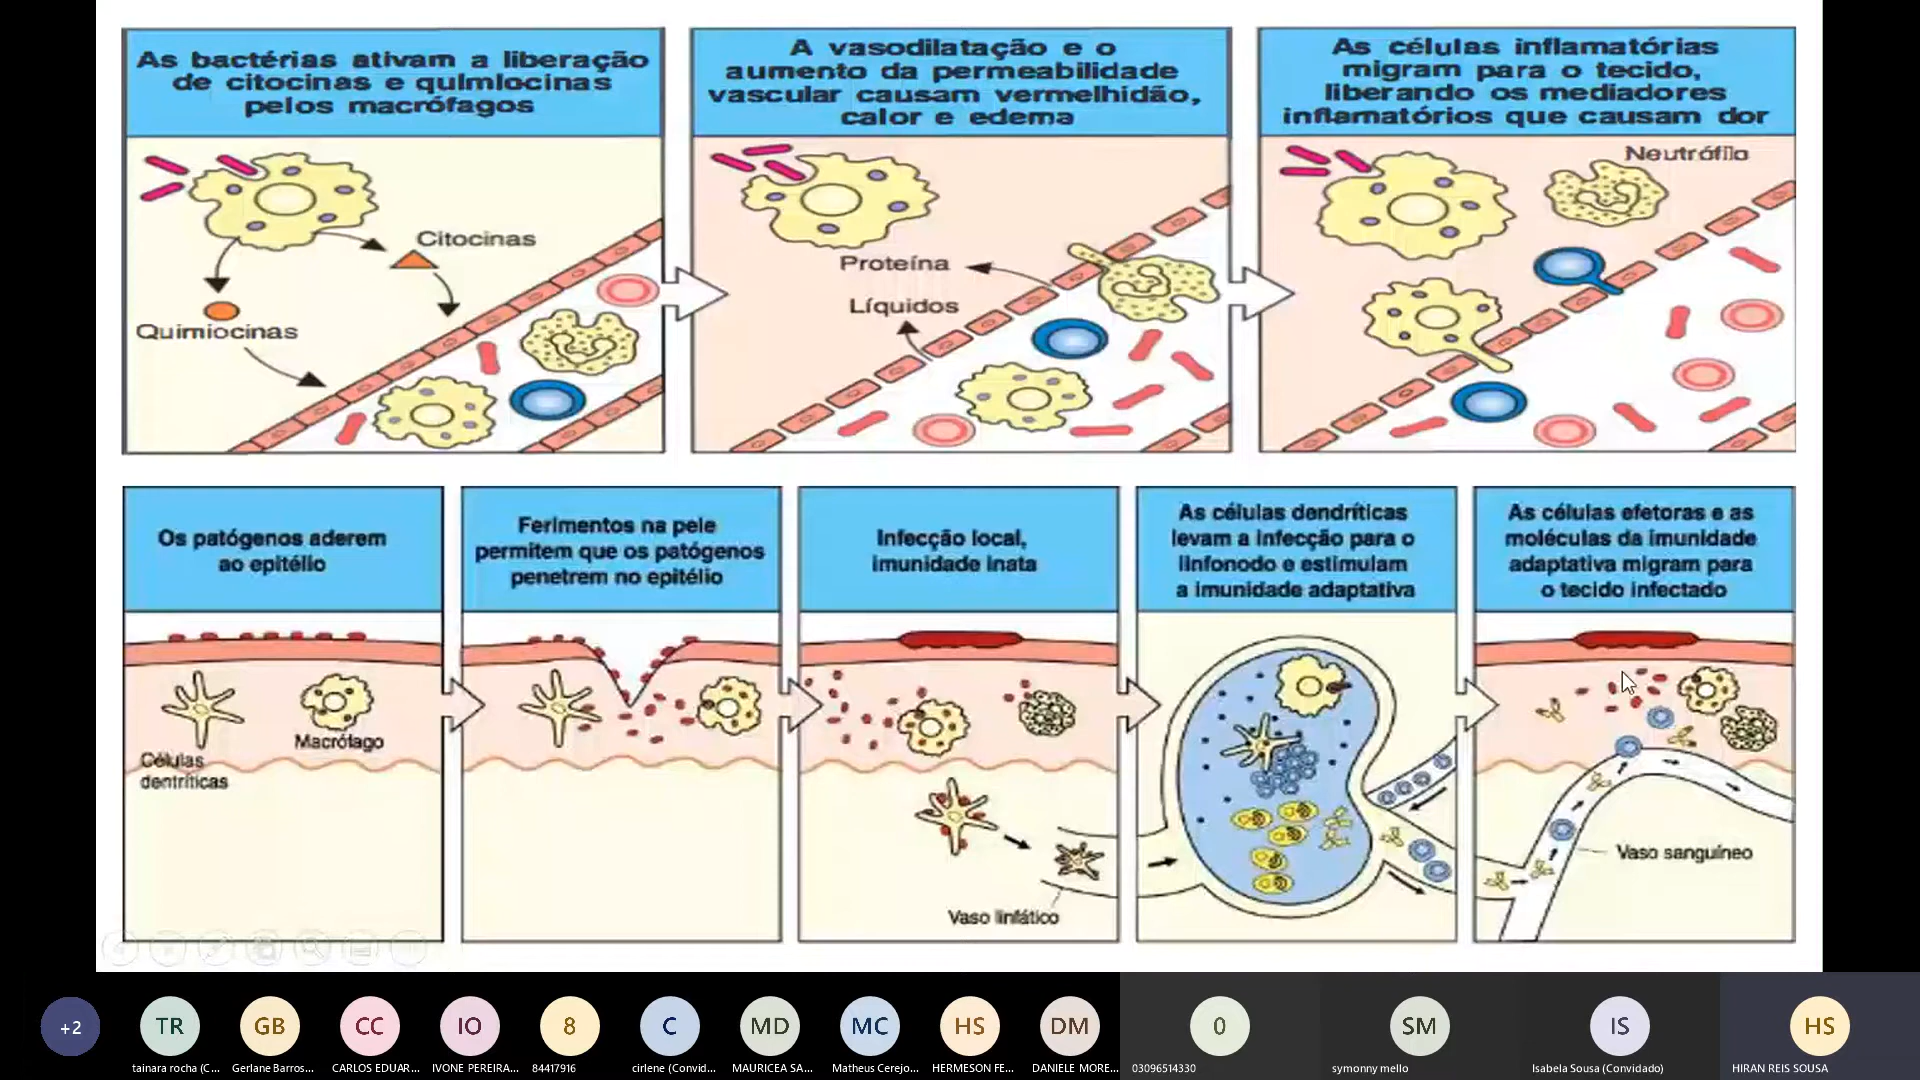 As bactérias ativam a liberação
de citocinas e quimiocinas
pelos macrófagos
A vasodilatação e o
aumento da permeabilidade
vascular causam vermelhidão,
calor e edema
As células inflamatórias
migram para o tecido,
liberando os mediadores
inflamatórios que causam dor
Citocinas
Quimiocinas
Proteína
Líquidos
Neutrófilo
Os patógenos aderem
ao epitélio
Ferimentos na pele
permitem que os patógenos
penetrem no epitélio
Infecção local,
imunidade inata
As células dendríticas
levam a infecção para o
linfonodo e estimulam
a imunidade adaptativa
As células efetoras e as
moléculas da imunidade
adaptativa migram para
o tecido infectado
Macrófago
Células
dentríticas
Vaso linfático
Vaso sanguíneo
+2
TR
GB
CC
IO
8
C
MD
MC
HS
DM
0
SM
IS
HS
tainara rocha (C...
Gerlane Barros...
CARLOS EDUAR...
IVONE PEREIRA...
84417916
cirlene (Convid...
MAURICEA SA...
Matheus Cerejo...
HERMESON FE...
DANIELE MORE...
03096514330
symonny mello
Isabela Sousa (Convidado)
HIRAN REIS SOUSA